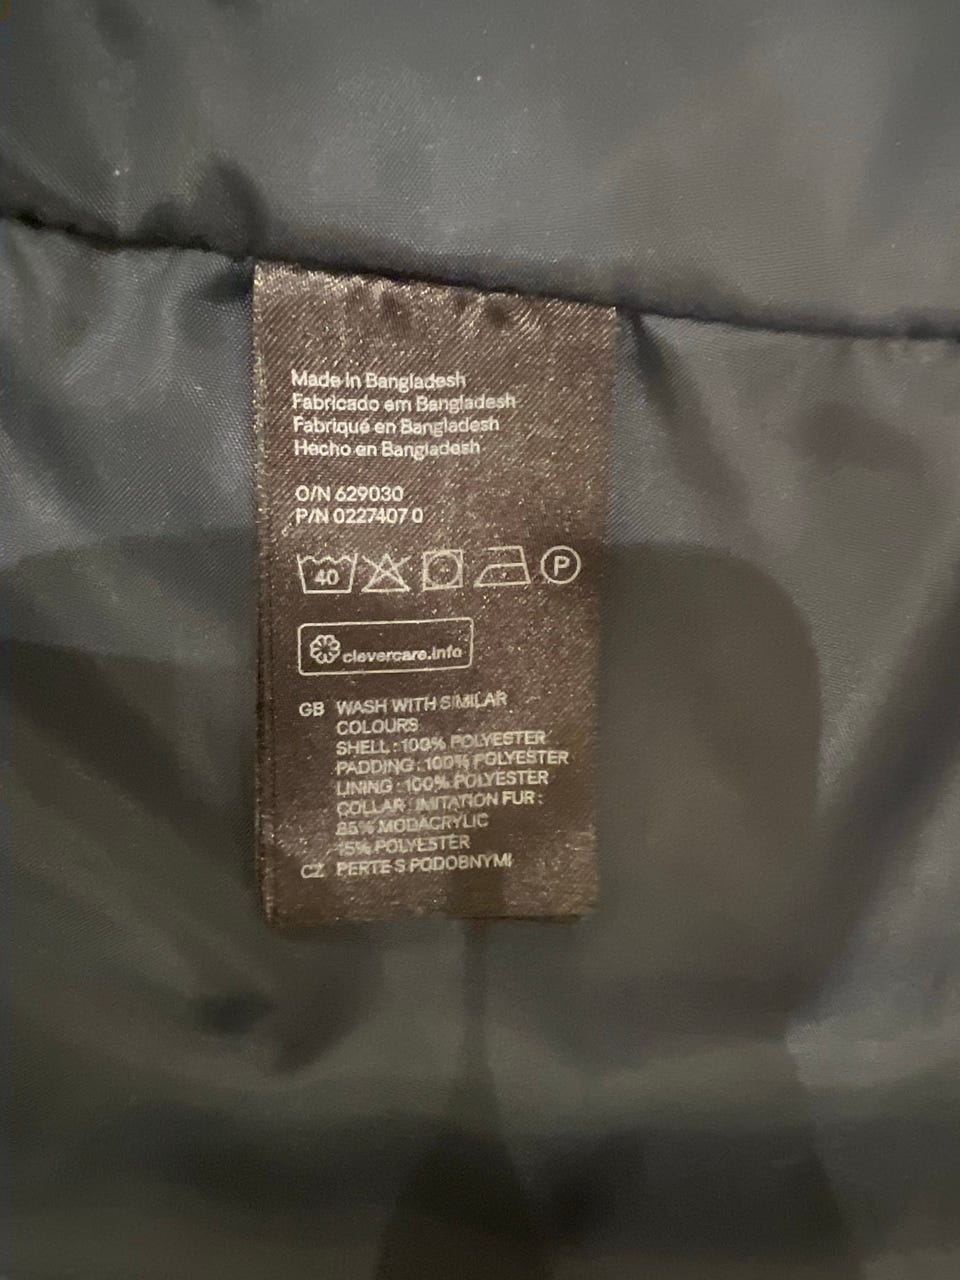 Made in Bangladesh
Fabricado em Bangladesh
Fabriqué en Bangladesh
Hecho en Bangladesh
O/N 629030
P/N 0227407 0
40 P
clevercare.info
GB WASH WITH SIMILAR
COLOURS
SHELL : 100% POLYESTER
PADDING : 100% POLYESTER
LINING : 100% POLYESTER
COLLAR IMITATION FUR :
85% MODACRYLIC
15% POLYESTER
CZ PERTE S PODOBNYMI